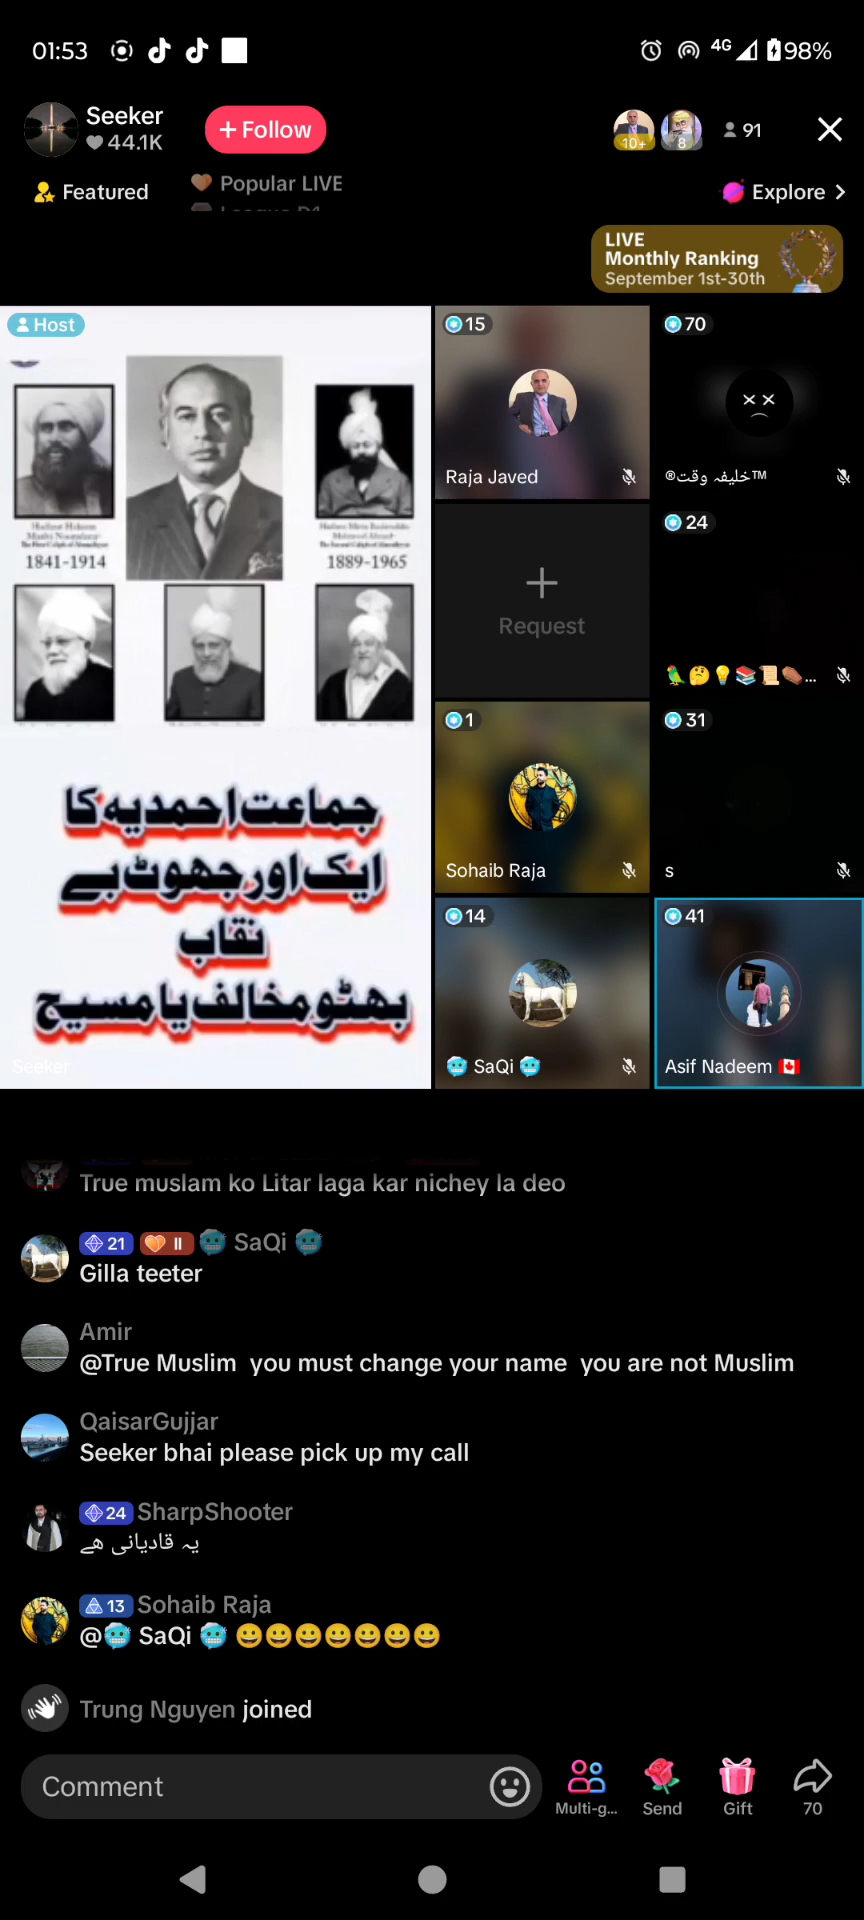 01:53
4G
98%
Seeker
44.1K
+ Follow
10+
8
91
Featured
Popular LIVE
Explore >
LIVE
Monthly Ranking
September 1st-30th
Host
1841-1914
1889-1965
جماعت احمدیہ کا
ایک اور جھوٹ بے
نقاب
بھٹو مخالف یا مسیح
Seeker
15
Raja Javed
70
خلیفہ وقت™®
Request
24
🦜🤔💡📚📜⚰️...
1
Sohaib Raja
31
s
14
🥶 SaQi 🥶
41
Asif Nadeem 🇨🇦
True muslam ko Litar laga kar nichey la deo
21 II 🥶 SaQi 🥶
Gilla teeter
Amir
@True Muslim you must change your name you are not Muslim
QaisarGujjar
Seeker bhai please pick up my call
24 SharpShooter
یہ قادیانی ھے
13 Sohaib Raja
@🥶 SaQi 🥶 😀😀😀😀😀😀😀
Trung Nguyen joined
Comment
Multi-g...
Send
Gift
70